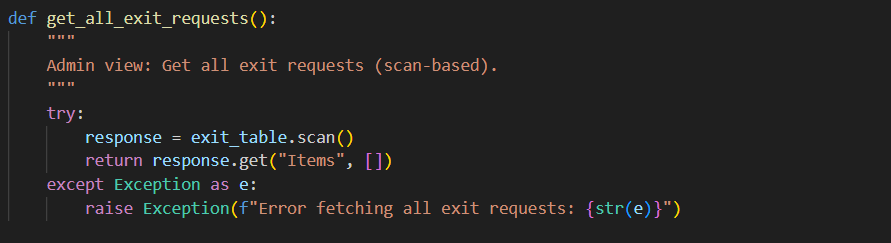 def get_all_exit_requests():
    """
    Admin view: Get all exit requests (scan-based).
    """
    try:
        response = exit_table.scan()
        return response.get("Items", [])
    except Exception as e:
        raise Exception(f"Error fetching all exit requests: {str(e)}")